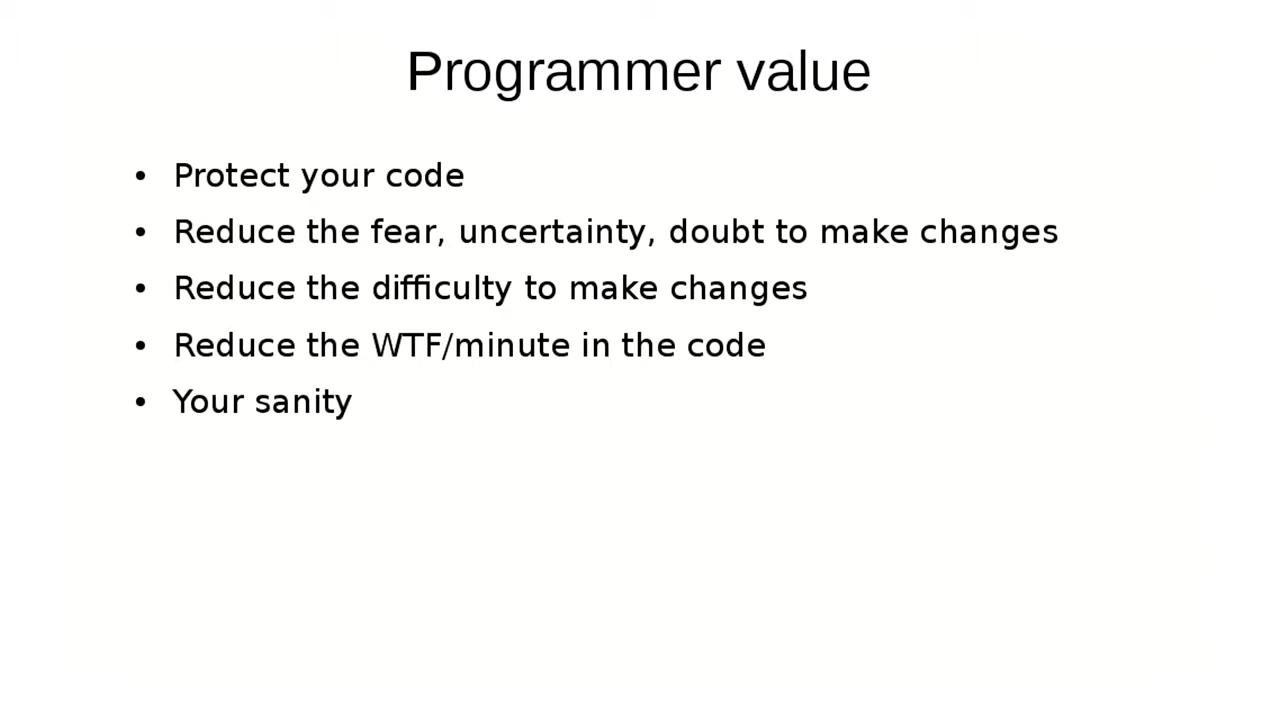 Programmer value
• Protect your code
• Reduce the fear, uncertainty, doubt to make changes
• Reduce the difficulty to make changes
• Reduce the WTF/minute in the code
• Your sanity